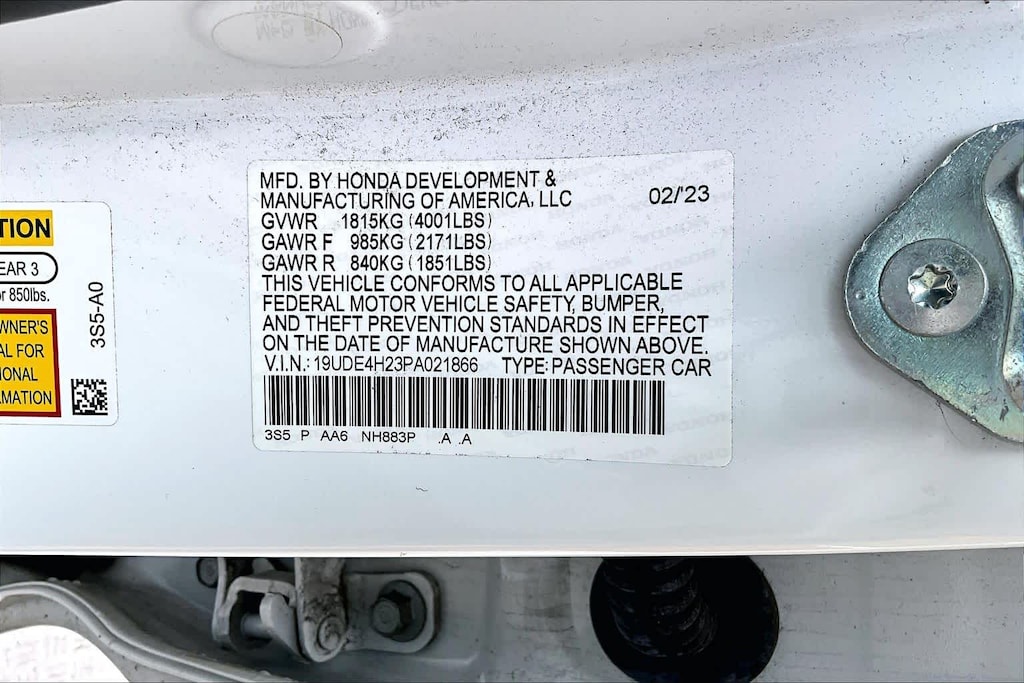 MFD. BY HONDA DEVELOPMENT &
MANUFACTURING OF AMERICA, LLC 02/'23
GVWR 1815KG (4001LBS)
GAWR F 985KG (2171LBS)
GAWR R 840KG (1851LBS)
THIS VEHICLE CONFORMS TO ALL APPLICABLE
FEDERAL MOTOR VEHICLE SAFETY, BUMPER,
AND THEFT PREVENTION STANDARDS IN EFFECT
ON THE DATE OF MANUFACTURE SHOWN ABOVE.
V.I.N.: 19UDE4H23PA021866 TYPE: PASSENGER CAR
3S5 P AA6 NH883P .A .A
TION
EAR 3
r 850lbs.
WNER'S
AL FOR
IONAL
RMATION
3S5-A0